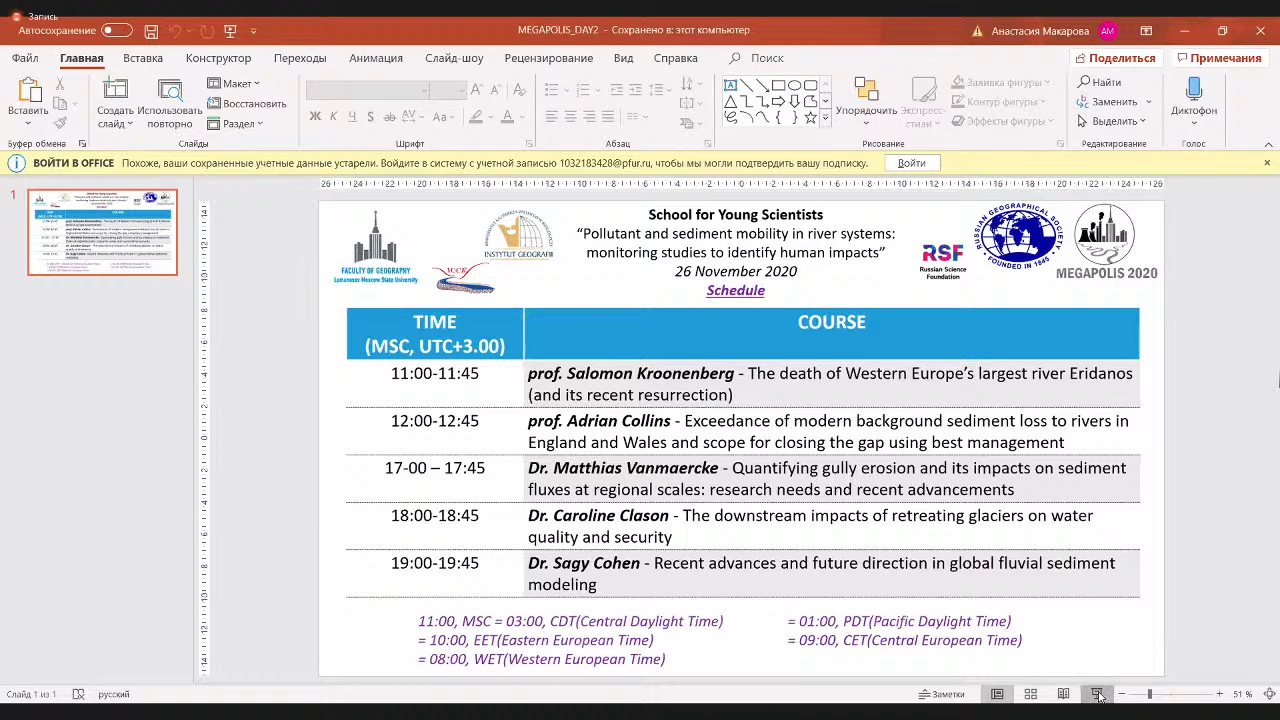 Запись
Автосохранение
MEGAPOLIS_DAY2 - Сохранено в: этот компьютер
Анастасия Макарова
АМ
Файл Главная Вставка Конструктор Переходы Анимация Слайд-шоу Рецензирование Вид Справка Поиск
Поделиться
Примечания
Вставить
Создать слайд
Использовать повторно
Макет
Восстановить
Раздел
Ж К Ч S ab AV Aa
Упорядочить
Экспресс-стили
Заливка фигуры
Контур фигуры
Эффекты фигуры
Найти
Заменить
Выделить
Диктофон
Буфер обмена
Слайды
Шрифт
Абзац
Рисование
Редактирование
Голос
ВОЙТИ В OFFICE Похоже, ваши сохраненные учетные данные устарели. Войдите в систему с учетной записью 1032183428@pfur.ru, чтобы мы могли подтвердить вашу подписку. Войти
1
School for Young Scientists
“Pollutant and sediment mobility in river systems:
monitoring studies to identify human impacts”
26 November 2020
Schedule
FACULTY OF GEOGRAPHY
Lomonosov Moscow State University
INSTYTUT GEOGRAFII
RSF
Russian Science
Foundation
RUSSIAN GEOGRAPHICAL SOCIETY
FOUNDED IN 1845
MEGAPOLIS 2020
TIME
(MSC, UTC+3.00)
COURSE
11:00-11:45
prof. Salomon Kroonenberg - The death of Western Europe’s largest river Eridanos
(and its recent resurrection)
12:00-12:45
prof. Adrian Collins - Exceedance of modern background sediment loss to rivers in
England and Wales and scope for closing the gap using best management
17-00 – 17:45
Dr. Matthias Vanmaercke - Quantifying gully erosion and its impacts on sediment
fluxes at regional scales: research needs and recent advancements
18:00-18:45
Dr. Caroline Clason - The downstream impacts of retreating glaciers on water
quality and security
19:00-19:45
Dr. Sagy Cohen - Recent advances and future direction in global fluvial sediment
modeling
11:00, MSC = 03:00, CDT(Central Daylight Time)
= 10:00, EET(Eastern European Time)
= 08:00, WET(Western European Time)
= 01:00, PDT(Pacific Daylight Time)
= 09:00, CET(Central European Time)
Слайд 1 из 1 русский
Заметки
51 %